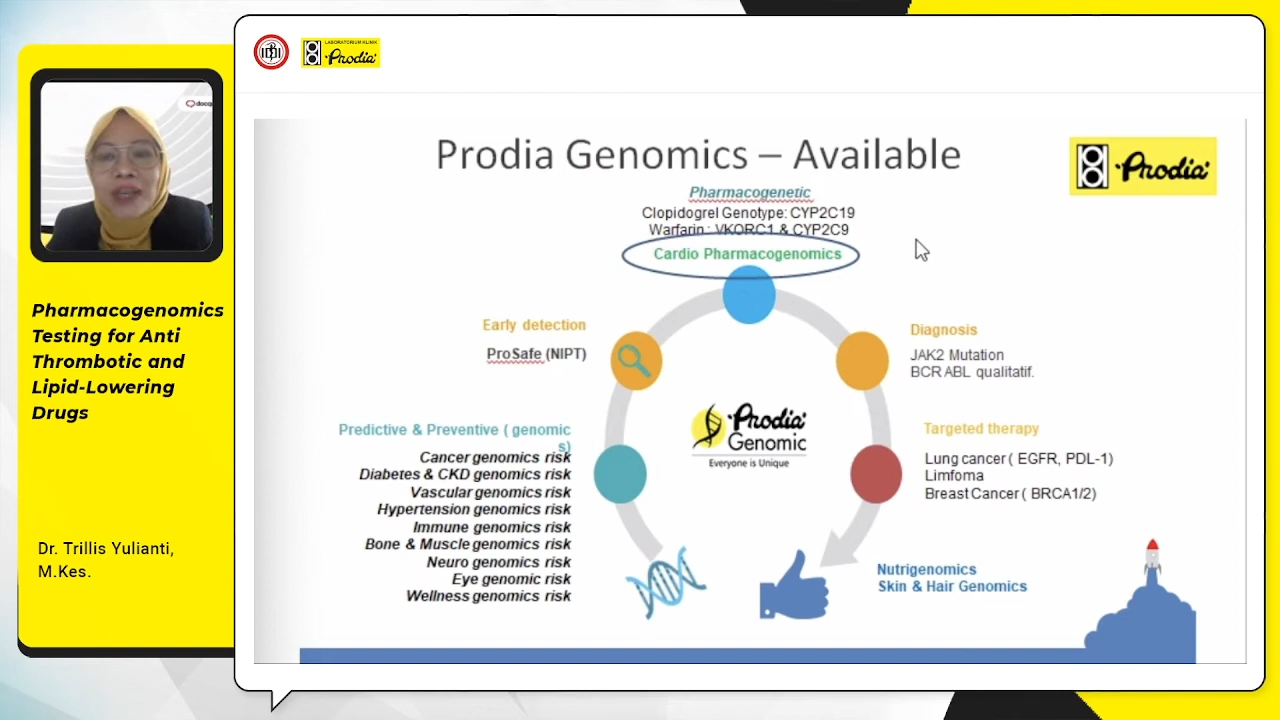 LABORATORIUM KLINIK
Prodia
docq
Pharmacogenomics
Testing for Anti
Thrombotic and
Lipid-Lowering
Drugs
Dr. Trillis Yulianti,
M.Kes.
Prodia Genomics – Available
Prodia
Pharmacogenetic
Clopidogrel Genotype: CYP2C19
Warfarin : VKORC1 & CYP2C9
Cardio Pharmacogenomics
Early detection
ProSafe (NIPT)
Diagnosis
JAK2 Mutation
BCR ABL qualitatif.
Predictive & Preventive ( genomic
s)
Cancer genomics risk
Diabetes & CKD genomics risk
Vascular genomics risk
Hypertension genomics risk
Immune genomics risk
Bone & Muscle genomics risk
Neuro genomics risk
Eye genomic risk
Wellness genomics risk
Prodia
Genomic
Everyone is Unique
Targeted therapy
Lung cancer ( EGFR, PDL-1)
Limfoma
Breast Cancer ( BRCA1/2)
Nutrigenomics
Skin & Hair Genomics